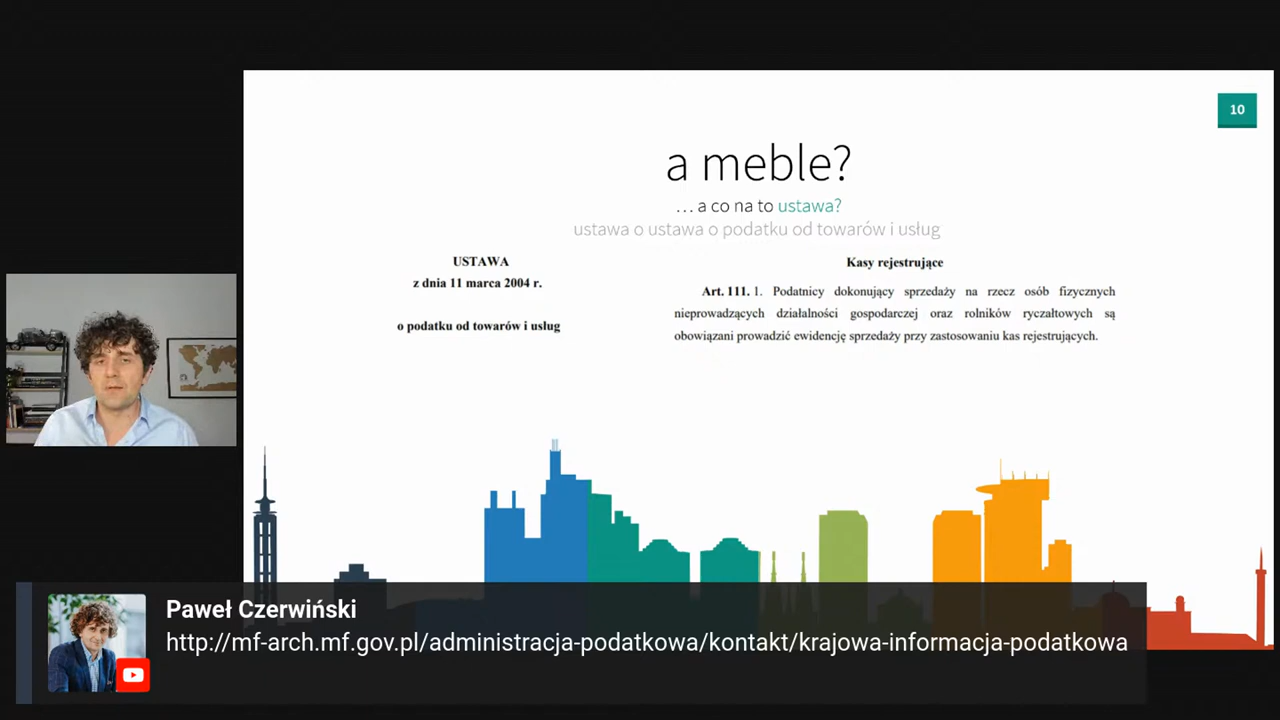 10
a meble?
… a co na to ustawa?
ustawa o ustawa o podatku od towarów i usług
USTAWA
z dnia 11 marca 2004 r.
o podatku od towarów i usług
Kasy rejestrujące
Art. 111. 1. Podatnicy dokonujący sprzedaży na rzecz osób fizycznych
nieprowadzących działalności gospodarczej oraz rolników ryczałtowych są
obowiązani prowadzić ewidencję sprzedaży przy zastosowaniu kas rejestrujących.
Paweł Czerwiński
http://mf-arch.mf.gov.pl/administracja-podatkowa/kontakt/krajowa-informacja-podatkowa